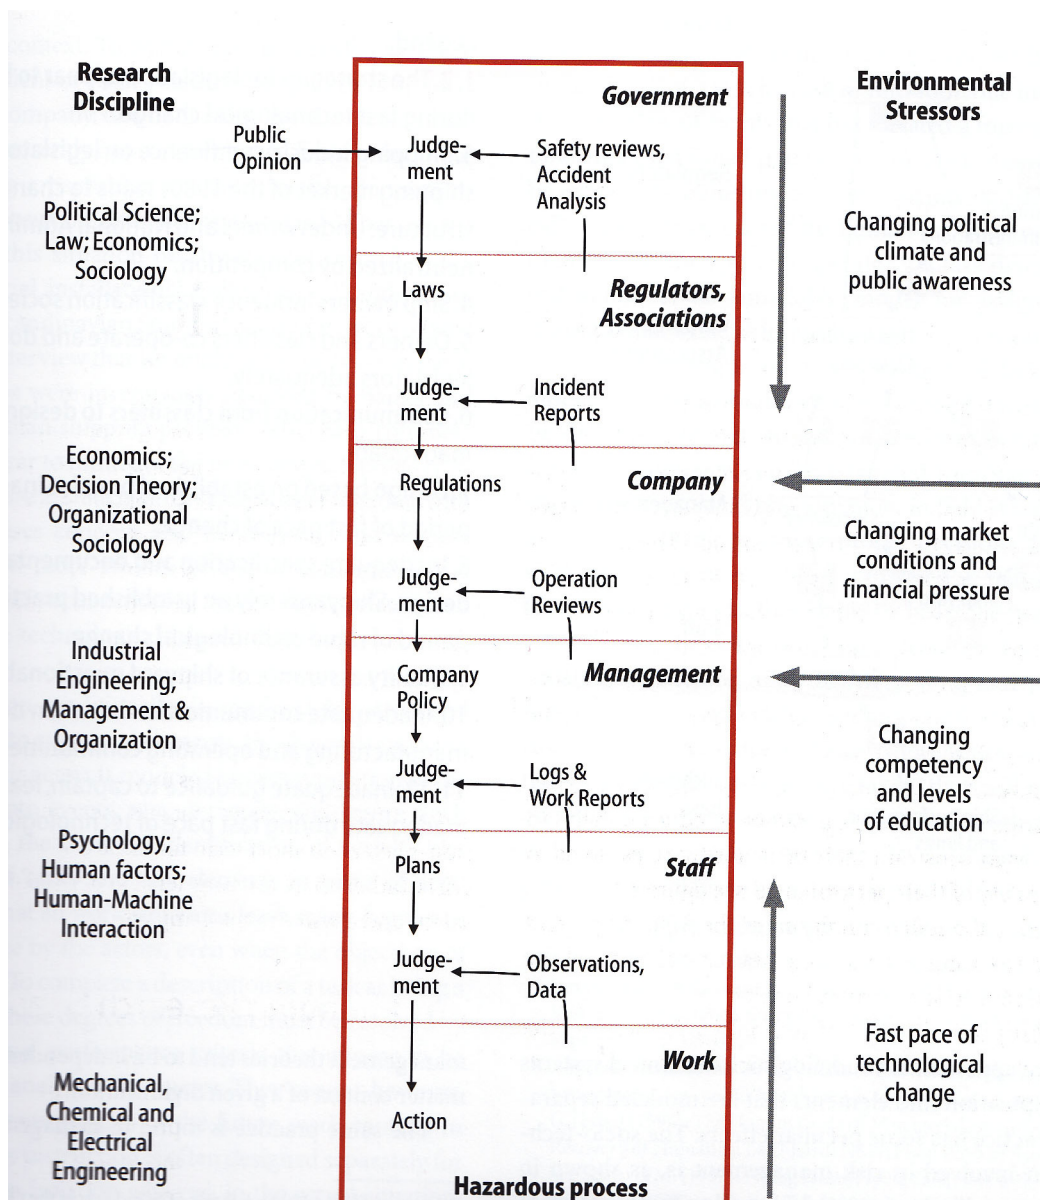 Research
Discipline
Government
Environmental
Stressors
Public
Opinion
Judge-
ment
Safety reviews,
Accident
Analysis
Political Science;
Law; Economics;
Sociology
Changing political
climate and
public awareness
Laws
Regulators,
Associations
Judge-
ment
Incident
Reports
Economics;
Decision Theory;
Organizational
Sociology
Regulations
Company
Changing market
conditions and
financial pressure
Judge-
ment
Operation
Reviews
Industrial
Engineering;
Management &
Organization
Company
Policy
Management
Changing
competency
and levels
of education
Judge-
ment
Logs &
Work Reports
Psychology;
Human factors;
Human-Machine
Interaction
Plans
Staff
Judge-
ment
Observations,
Data
Work
Fast pace of
technological
change
Mechanical,
Chemical and
Electrical
Engineering
Action
Hazardous process